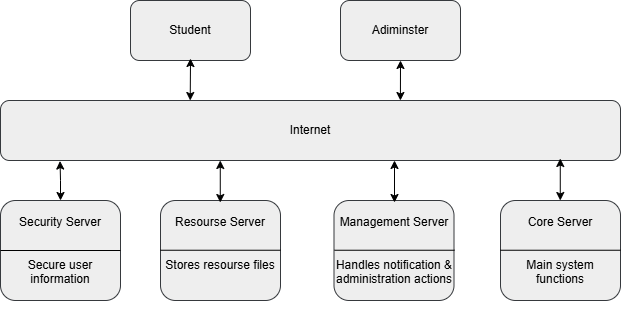 Student
Adiminster
Internet
Security Server
Resourse Server
Management Server
Core Server
Secure user
information
Stores resourse files
Handles notification &
administration actions
Main system
functions